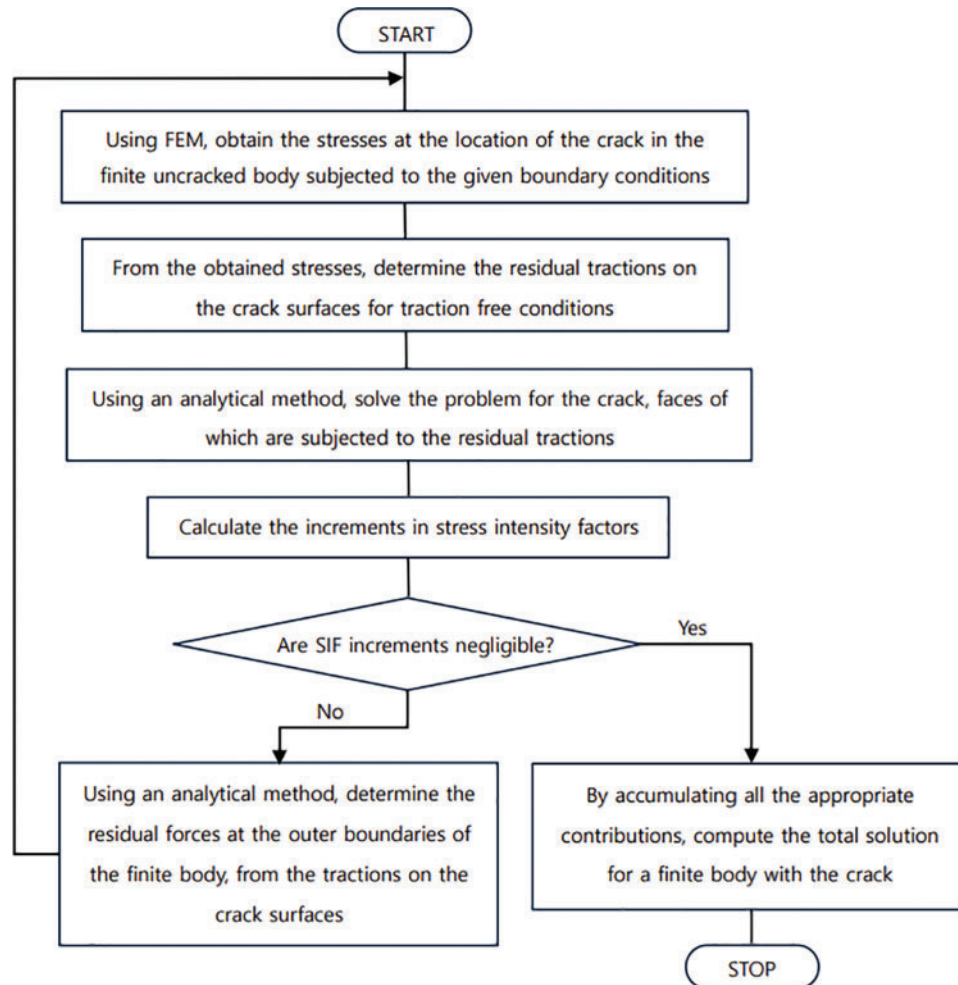 START
Using FEM, obtain the stresses at the location of the crack in the
finite uncracked body subjected to the given boundary conditions
From the obtained stresses, determine the residual tractions on
the crack surfaces for traction free conditions
Using an analytical method, solve the problem for the crack, faces of
which are subjected to the residual tractions
Calculate the increments in stress intensity factors
Are SIF increments negligible?
Yes
No
Using an analytical method, determine the
residual forces at the outer boundaries of
the finite body, from the tractions on the
crack surfaces
By accumulating all the appropriate
contributions, compute the total solution
for a finite body with the crack
STOP